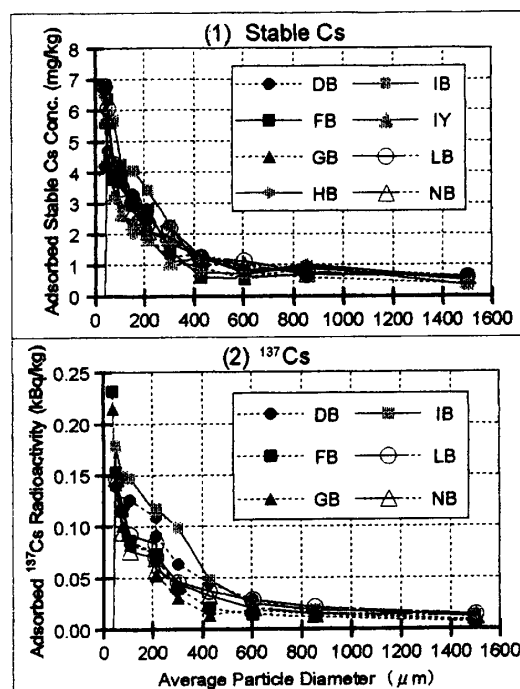 (1) Stable Cs
Adsorbed Stable Cs Conc. (mg/kg)
8
7
6
5
4
3
2
1
0
DB
FB
GB
HB
IB
IY
LB
NB
0 200 400 600 800 1000 1200 1400 1600
(2) ¹³⁷Cs
Adsorbed ¹³⁷Cs Radioactivity (kBq/kg)
0.25
0.20
0.15
0.10
0.05
0.00
DB
FB
GB
IB
LB
NB
0 200 400 600 800 1000 1200 1400 1600
Average Particle Diameter (μm)